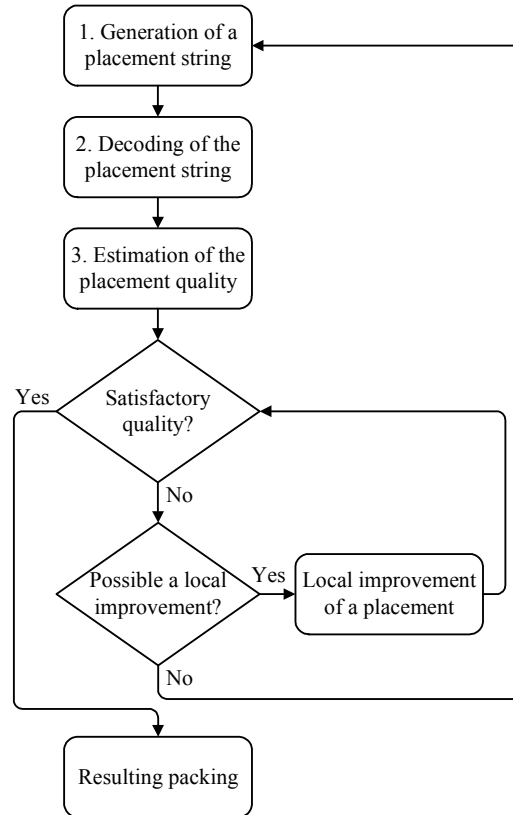 1. Generation of a
placement string
2. Decoding of the
placement string
3. Estimation of the
placement quality
Yes
Satisfactory
quality?
No
Possible a local
improvement?
Yes
Local improvement
of a placement
No
Resulting packing